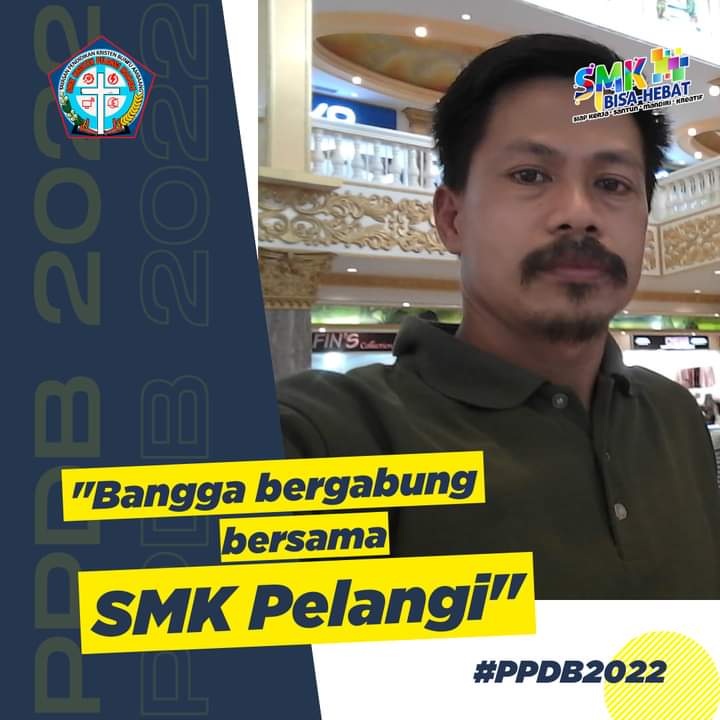 PPDB 2022
PPDB 2022
SMK
BISA-HEBAT
SIAP KERJA • SANTUN • MANDIRI • KREATIF
FIN'S Collection
"Bangga bergabung
bersama
SMK Pelangi"
#PPDB2022